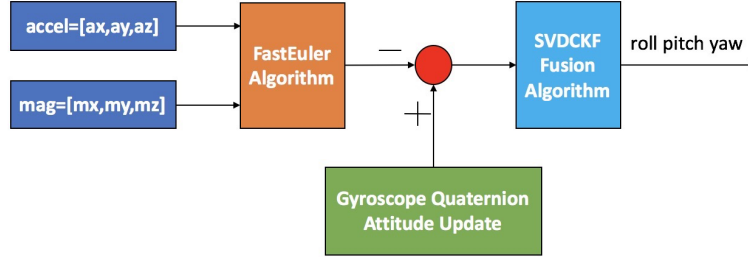 accel=[ax,ay,az]
mag=[mx,my,mz]
FastEuler
Algorithm
—
+
SVDCKF
Fusion
Algorithm
roll pitch yaw
Gyroscope Quaternion
Attitude Update